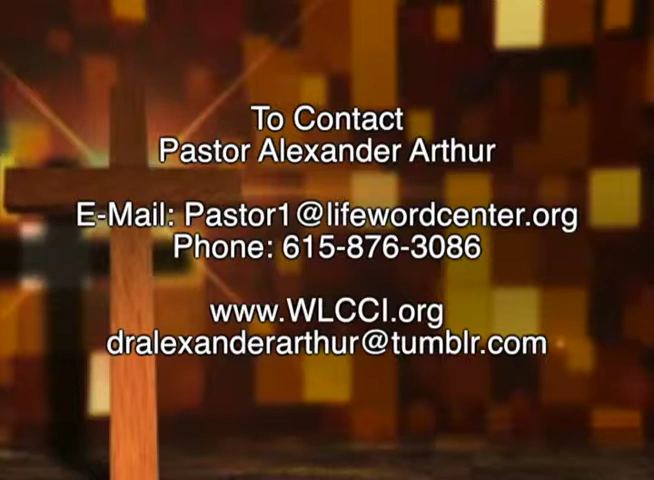 To Contact
Pastor Alexander Arthur
E-Mail: Pastor1@lifewordcenter.org
Phone: 615-876-3086
www.WLCCI.org
dralexanderarthur@tumblr.com